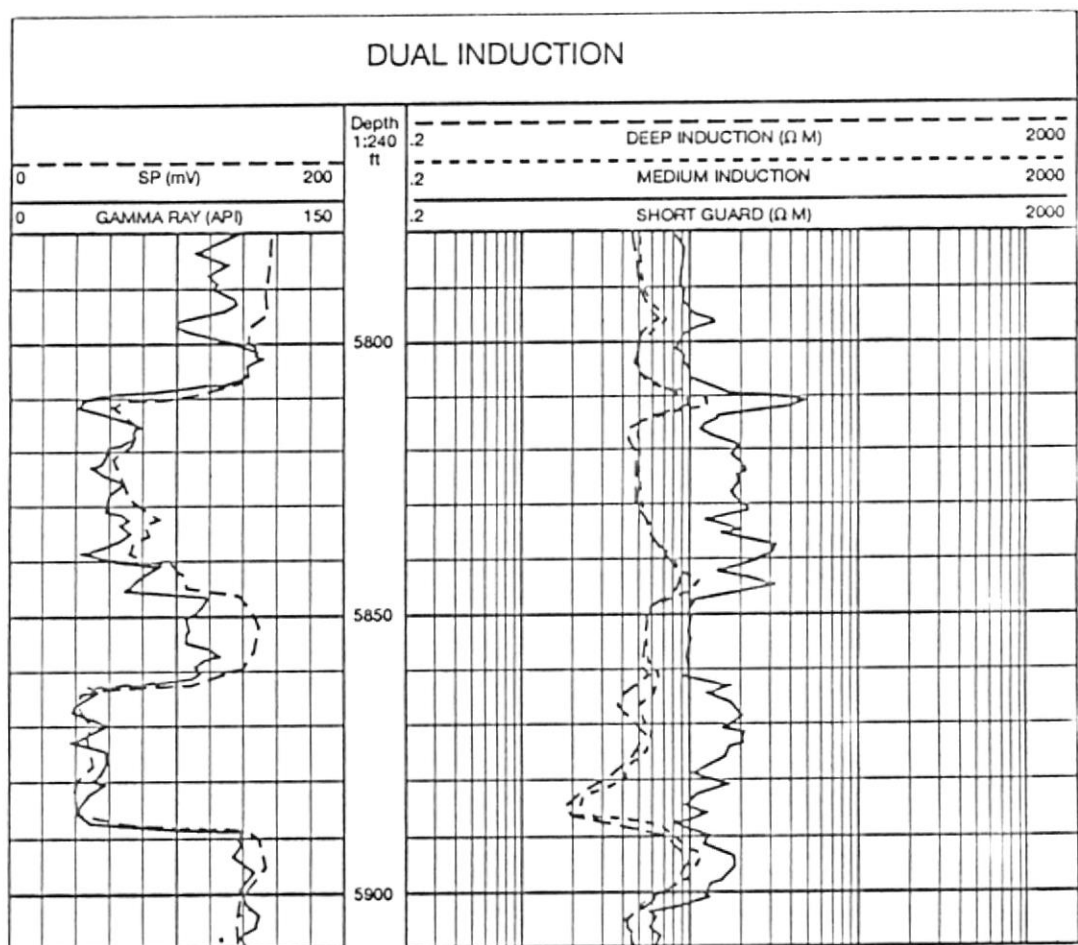 DUAL INDUCTION
Depth
1:240
ft
0 SP (mV) 200
0 GAMMA RAY (API) 150
.2 DEEP INDUCTION (Ω M) 2000
.2 MEDIUM INDUCTION 2000
.2 SHORT GUARD (Ω M) 2000
5800
5850
5900